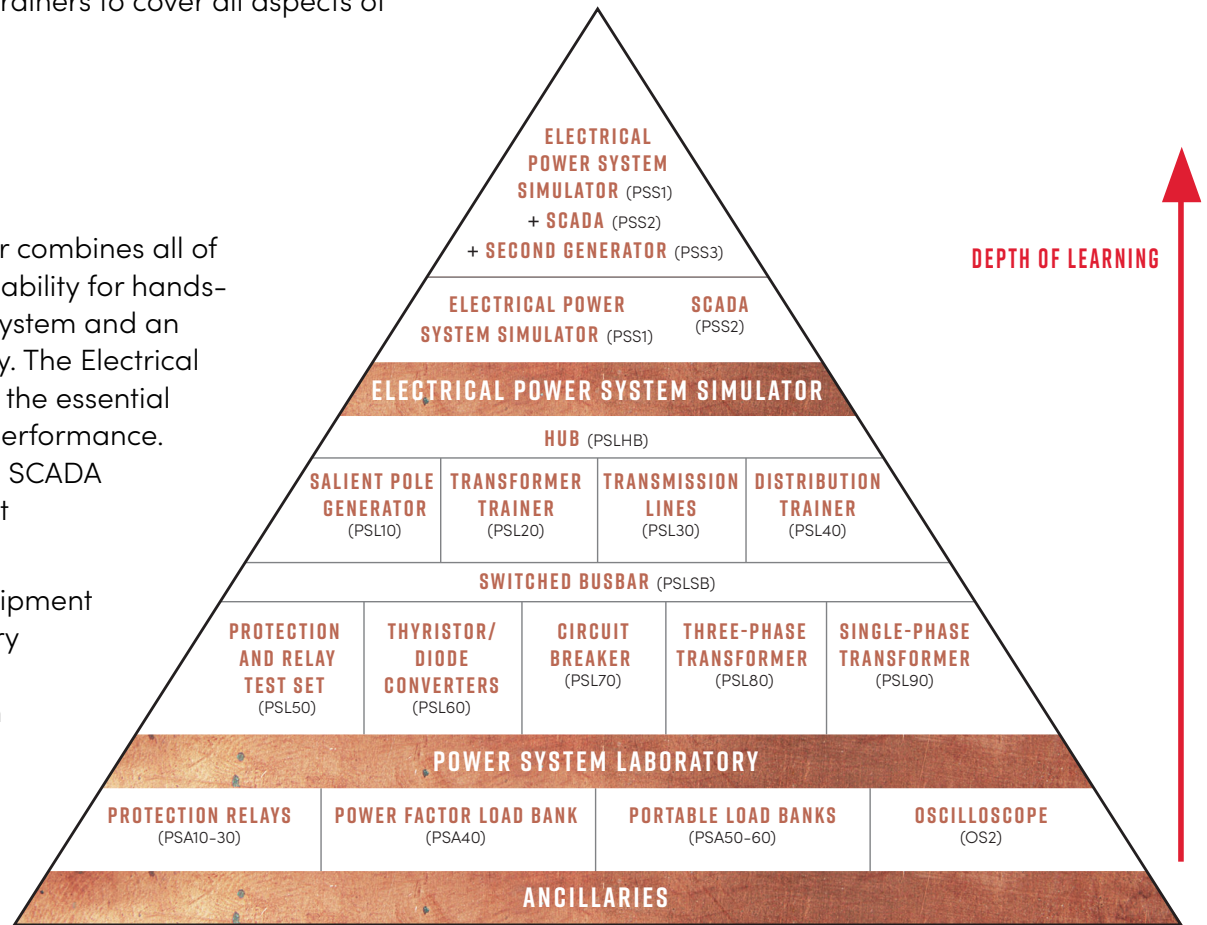 rainers to cover all aspects of
r combines all of
ability for hands-
ystem and an
y. The Electrical
the essential
erformance.
SCADA
t
ipment
ry
ELECTRICAL
POWER SYSTEM
SIMULATOR (PSS1)
+ SCADA (PSS2)
+ SECOND GENERATOR (PSS3)
DEPTH OF LEARNING
ELECTRICAL POWER
SYSTEM SIMULATOR (PSS1)
SCADA
(PSS2)
ELECTRICAL POWER SYSTEM SIMULATOR
HUB (PSLHB)
SALIENT POLE
GENERATOR
(PSL10)
TRANSFORMER
TRAINER
(PSL20)
TRANSMISSION
LINES
(PSL30)
DISTRIBUTION
TRAINER
(PSL40)
SWITCHED BUSBAR (PSLSB)
PROTECTION
AND RELAY
TEST SET
(PSL50)
THYRISTOR/
DIODE
CONVERTERS
(PSL60)
CIRCUIT
BREAKER
(PSL70)
THREE-PHASE
TRANSFORMER
(PSL80)
SINGLE-PHASE
TRANSFORMER
(PSL90)
POWER SYSTEM LABORATORY
PROTECTION RELAYS
(PSA10-30)
POWER FACTOR LOAD BANK
(PSA40)
PORTABLE LOAD BANKS
(PSA50-60)
OSCILLOSCOPE
(OS2)
ANCILLARIES